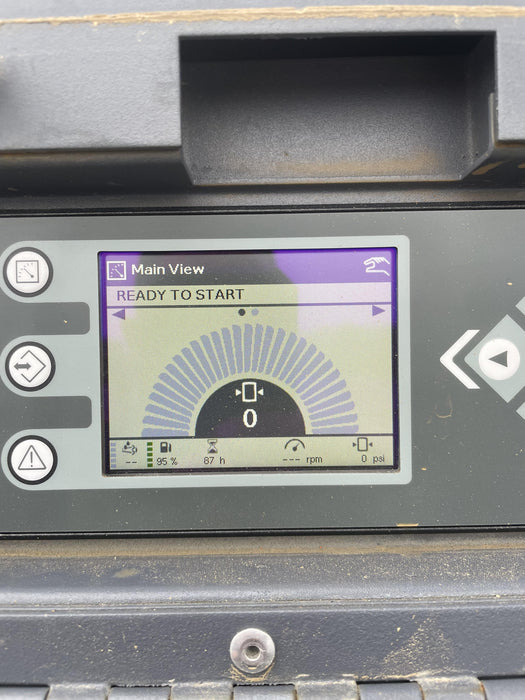 Main View
READY TO START
0
-- 95 % 87 h --- rpm 0 psi